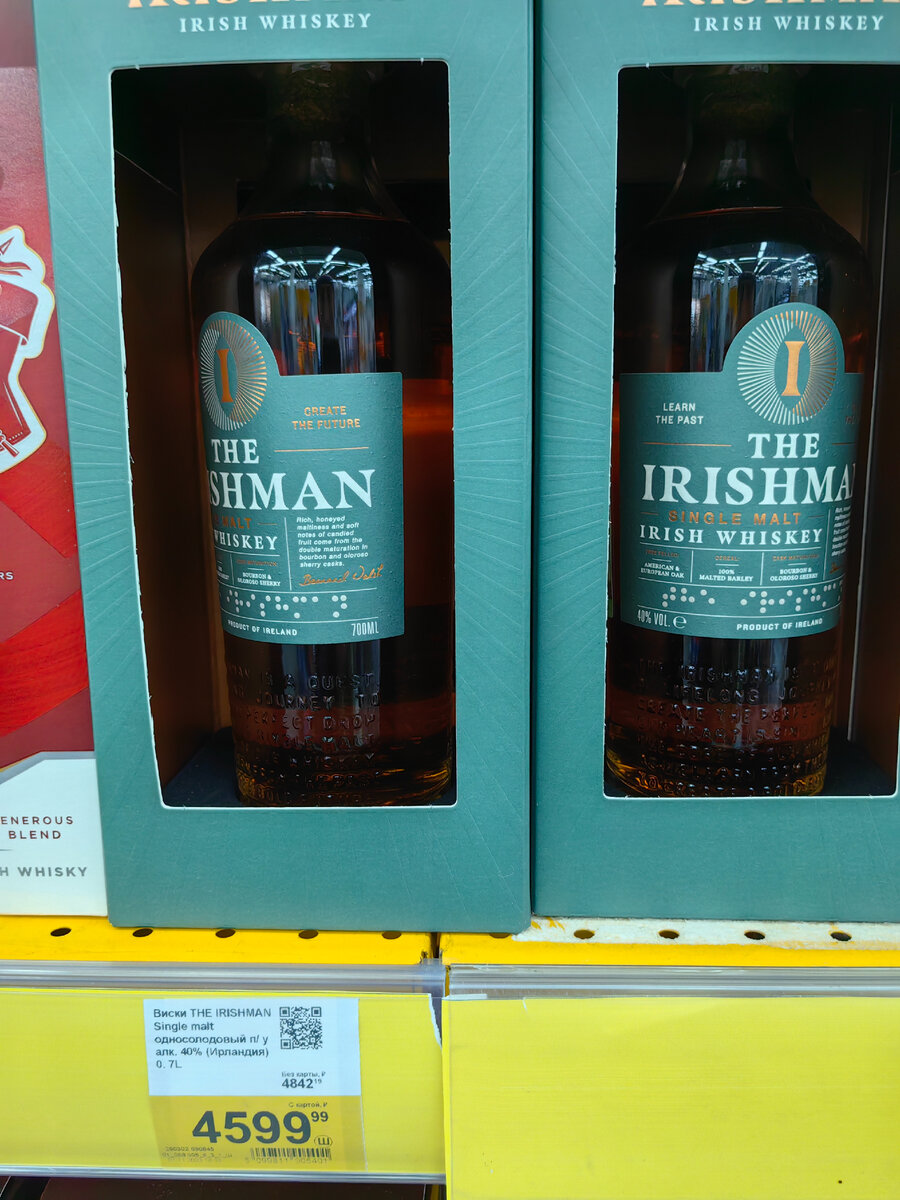 IRISH WHISKEY
IRISH WHISKEY
CREATE
THE FUTURE
THE
ISHMAN
MALT
WHISKEY
BOURBON &
OLOROSO SHERRY
Rich, honeyed
maltiness and soft
notes of candied
fruit come from the
double maturation in
bourbon and oloroso
sherry casks.
PRODUCT OF IRELAND
700ML
LEARN
THE PAST
THE
IRISHMA
SINGLE MALT
IRISH WHISKEY
AMERICAN &
EUROPEAN OAK
100%
MALTED BARLEY
BOURBON &
OLOROSO SHERRY
40% VOL. e
PRODUCT OF IRELAND
RS
ENEROUS
BLEND
H WHISKY
Виски THE IRISHMAN
Single malt
односолодовый п/у
алк. 40% (Ирландия)
0.7L
Без карты, ₽
4842 19
С картой, ₽
4599 99
Ш